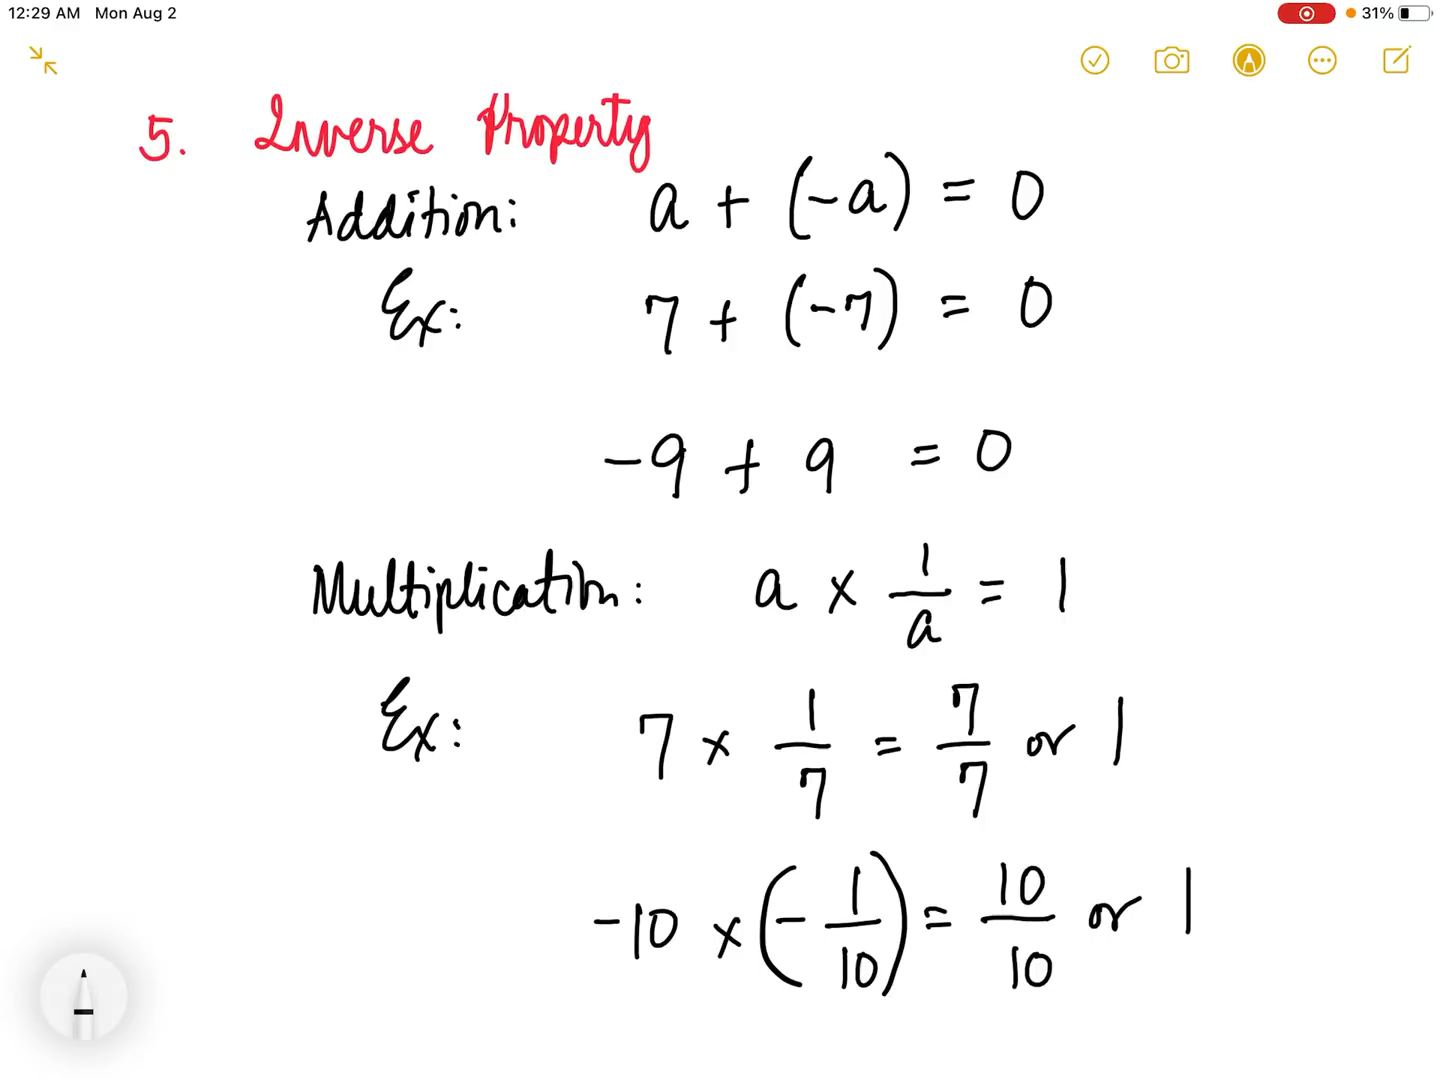 12:29 AM Mon Aug 2 31%
5. Inverse Property
Addition: a + (-a) = 0
Ex: 7 + (-7) = 0
-9 + 9 = 0
Multiplication: a × 1/a = 1
Ex: 7 × 1/7 = 7/7 or 1
-10 × (- 1/10) = 10/10 or 1